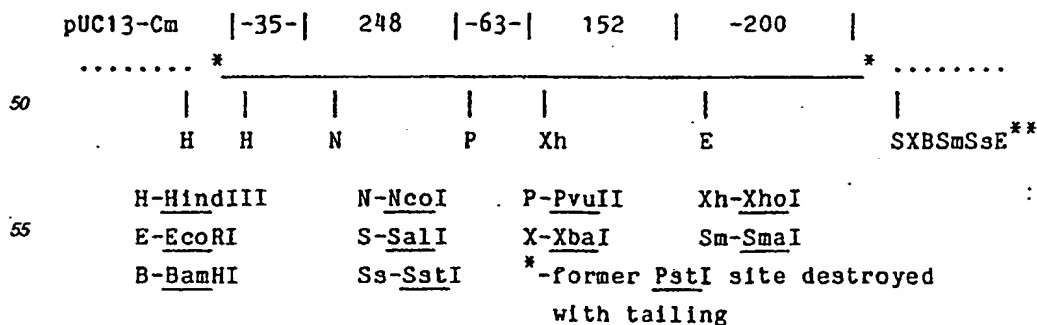 pUC13-Cm |-35-| 248 |-63-| 152 | -200 |
........ * * ........
50 | | | | | | |
H H N P Xh E SXBSmSsE**
H-HindIII N-NcoI P-PvuII Xh-XhoI
55 E-EcoRI S-SalI X-XbaI Sm-SmaI
B-BamHI Ss-SstI *-former PstI site destroyed
with tailing